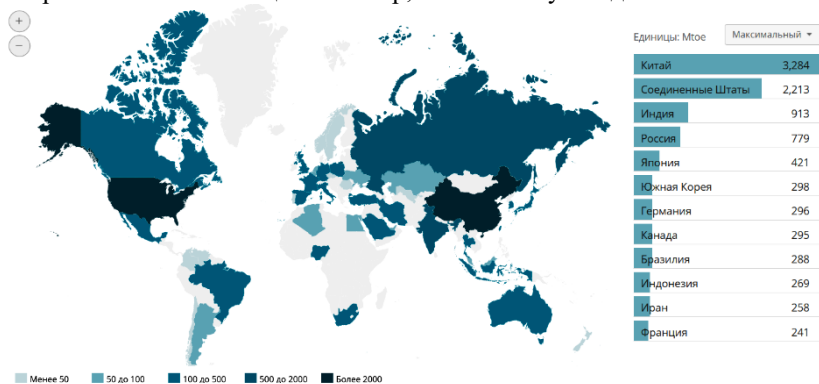 +
−
Единицы: Mtoe
Максимальный
Китай 3,284
Соединенные Штаты 2,213
Индия 913
Россия 779
Япония 421
Южная Корея 298
Германия 296
Канада 295
Бразилия 288
Индонезия 269
Иран 258
Франция 241
Менее 50
50 до 100
100 до 500
500 до 2000
Более 2000